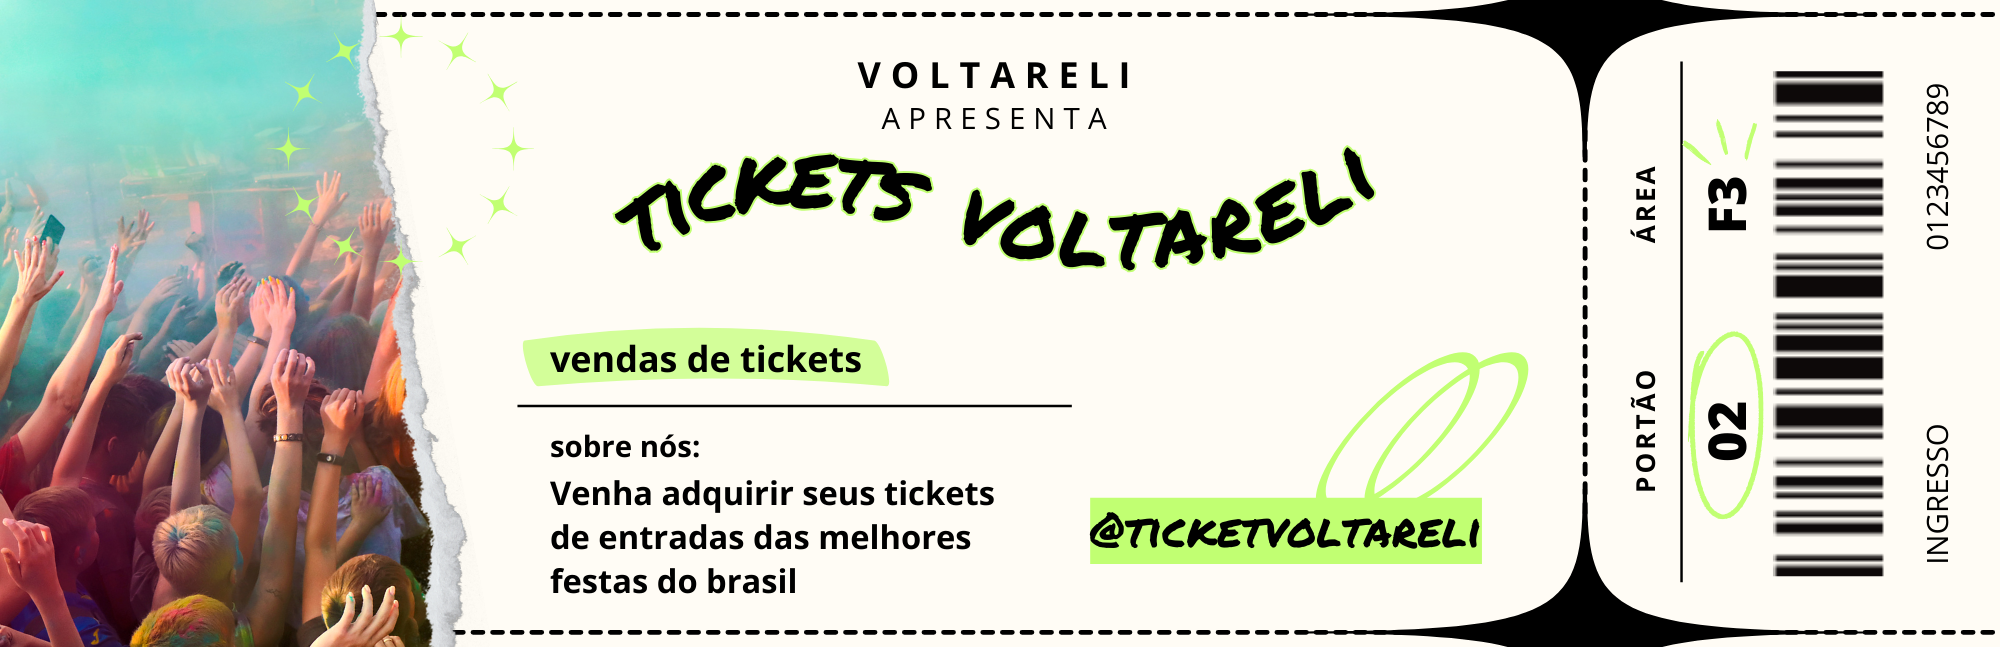 VOLTARELI
APRESENTA
TICKETS VOLTARELI
vendas de tickets
sobre nós:
Venha adquirir seus tickets
de entradas das melhores
festas do brasil
@TICKETVOLTARELI
ÁREA
F3
PORTÃO
02
0123456789
INGRESSO